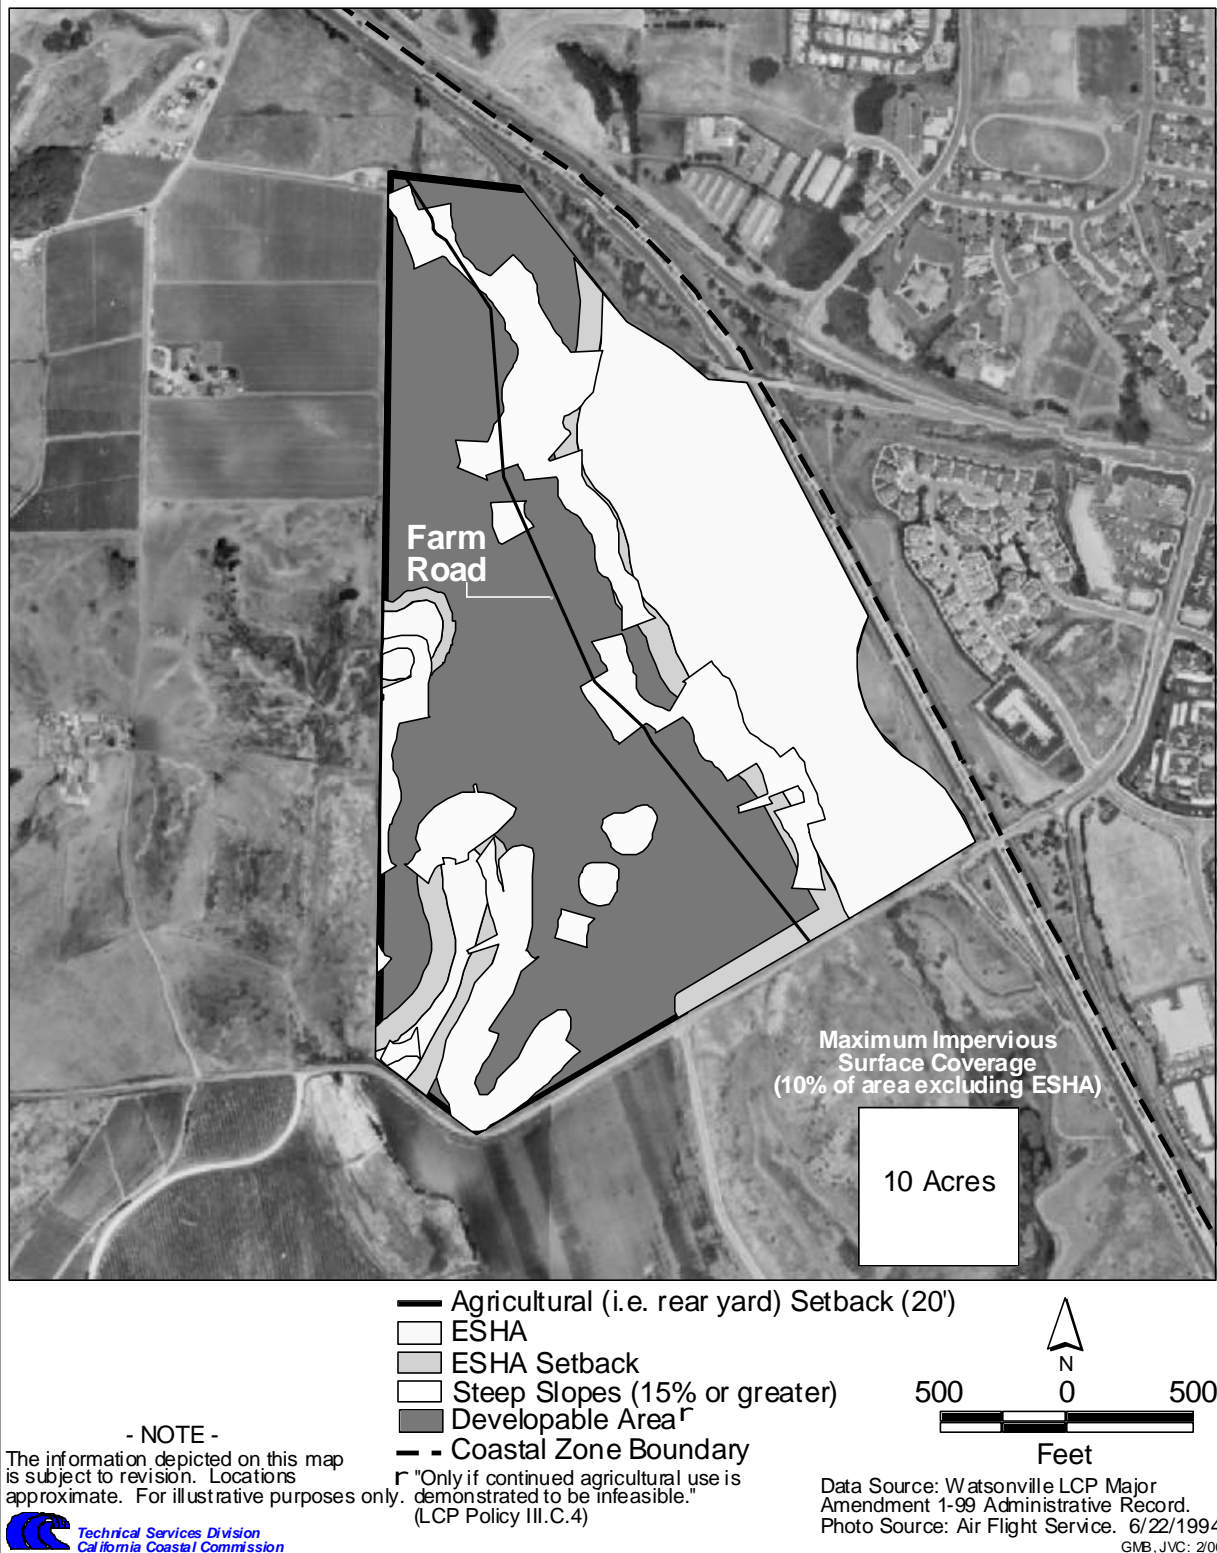 Farm
Road
Maximum Impervious
Surface Coverage
(10% of area excluding ESHA)
10 Acres
Agricultural (i.e. rear yard) Setback (20')
ESHA
ESHA Setback
Steep Slopes (15% or greater)
Developable Area r
Coastal Zone Boundary
r "Only if continued agricultural use is
demonstrated to be infeasible."
(LCP Policy III.C.4)
N
500 0 500
Feet
- NOTE -
The information depicted on this map
is subject to revision. Locations
approximate. For illustrative purposes only.
Technical Services Division
California Coastal Commission
Data Source: Watsonville LCP Major
Amendment 1-99 Administrative Record.
Photo Source: Air Flight Service. 6/22/1994
GMB, JVC: 2/00